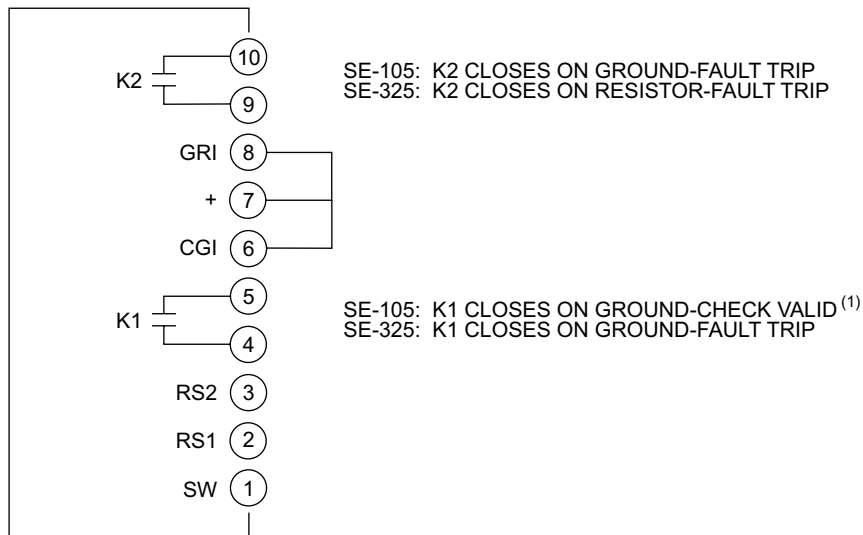 10
K2
SE-105: K2 CLOSES ON GROUND-FAULT TRIP
SE-325: K2 CLOSES ON RESISTOR-FAULT TRIP
9
GRI 8
+ 7
CGI 6
5
K1
SE-105: K1 CLOSES ON GROUND-CHECK VALID (1)
SE-325: K1 CLOSES ON GROUND-FAULT TRIP
4
RS2 3
RS1 2
SW 1